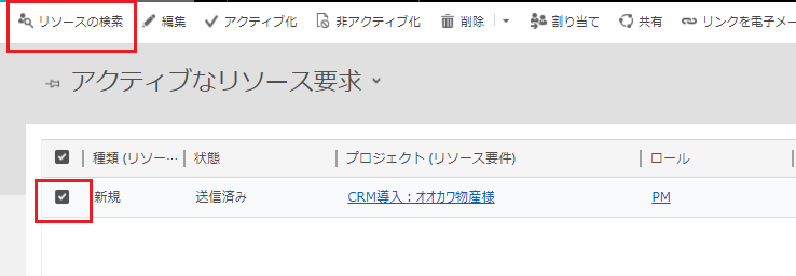 リソースの検索 編集 アクティブ化 非アクティブ化 削除 割り当て 共有 リンクを電子メー
アクティブなリソース要求
種類 (リソー… 状態 プロジェクト (リソース要件) ロール
新規 送信済み CRM導入:オオカワ物産様 PM